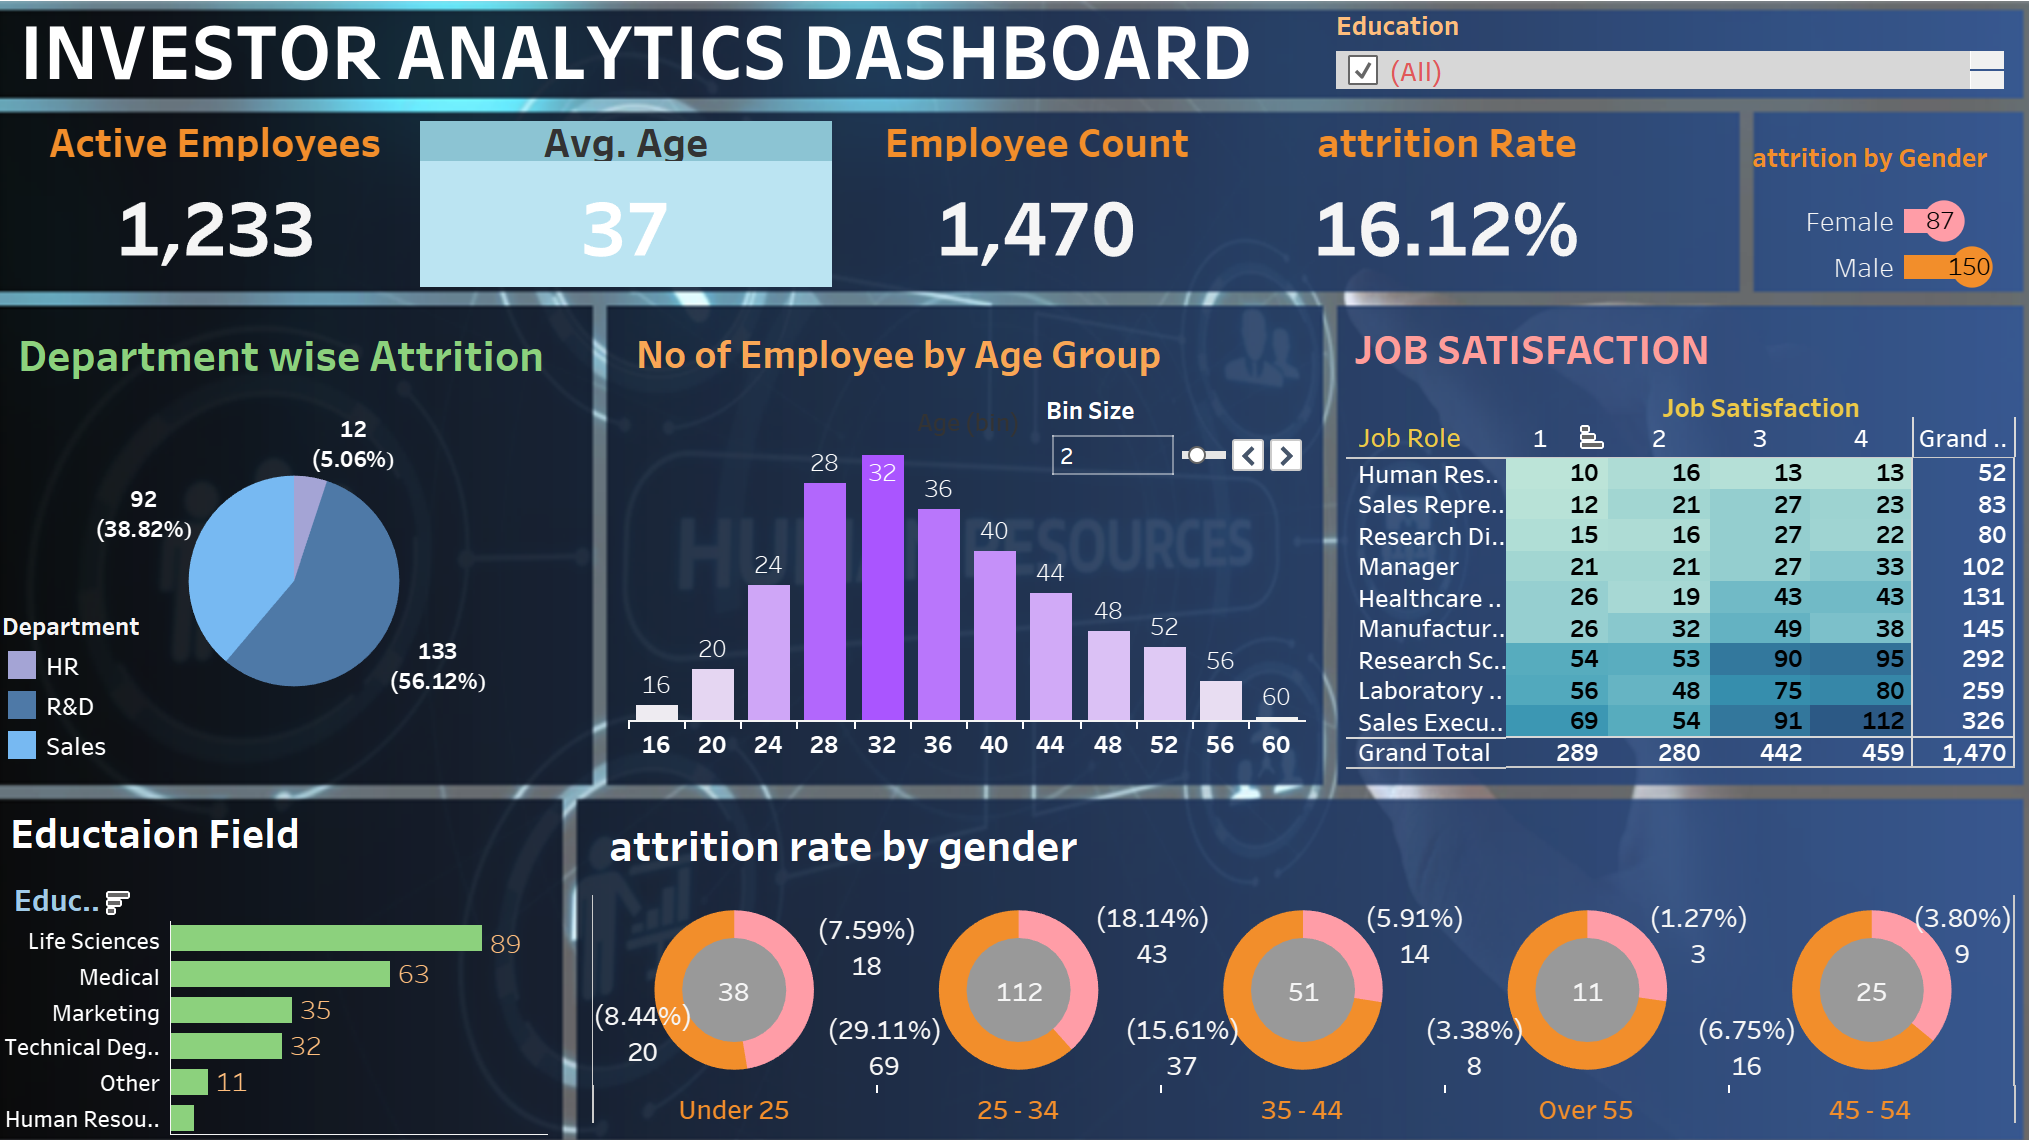 INVESTOR ANALYTICS DASHBOARD
Education
(All)
Active Employees
1,233
Avg. Age
37
Employee Count
1,470
attrition Rate
16.12%
attrition by Gender
Female 87
Male 150
Department wise Attrition
12
(5.06%)
92
(38.82%)
133
(56.12%)
Department
HR
R&D
Sales
No of Employee by Age Group
Bin Size
2
16
20
24
28
32
36
40
44
48
52
56
60
16 20 24 28 32 36 40 44 48 52 56 60
HUMAN RESOURCES
JOB SATISFACTION
Job Satisfaction
Job Role 1 2 3 4 Grand ..
Human Res.. 10 16 13 13 52
Sales Repre.. 12 21 27 23 83
Research Di.. 15 16 27 22 80
Manager 21 21 27 33 102
Healthcare .. 26 19 43 43 131
Manufactur.. 26 32 49 38 145
Research Sc.. 54 53 90 95 292
Laboratory .. 56 48 75 80 259
Sales Execu.. 69 54 91 112 326
Grand Total 289 280 442 459 1,470
Eductaion Field
Educ..
Life Sciences 89
Medical 63
Marketing 35
Technical Deg.. 32
Other 11
Human Resou..
attrition rate by gender
(7.59%)
18
38
(8.44%)
20
Under 25
(18.14%)
43
112
(29.11%)
69
25 - 34
(5.91%)
14
51
(15.61%)
37
35 - 44
(1.27%)
3
11
(3.38%)
8
Over 55
(3.80%)
9
25
(6.75%)
16
45 - 54